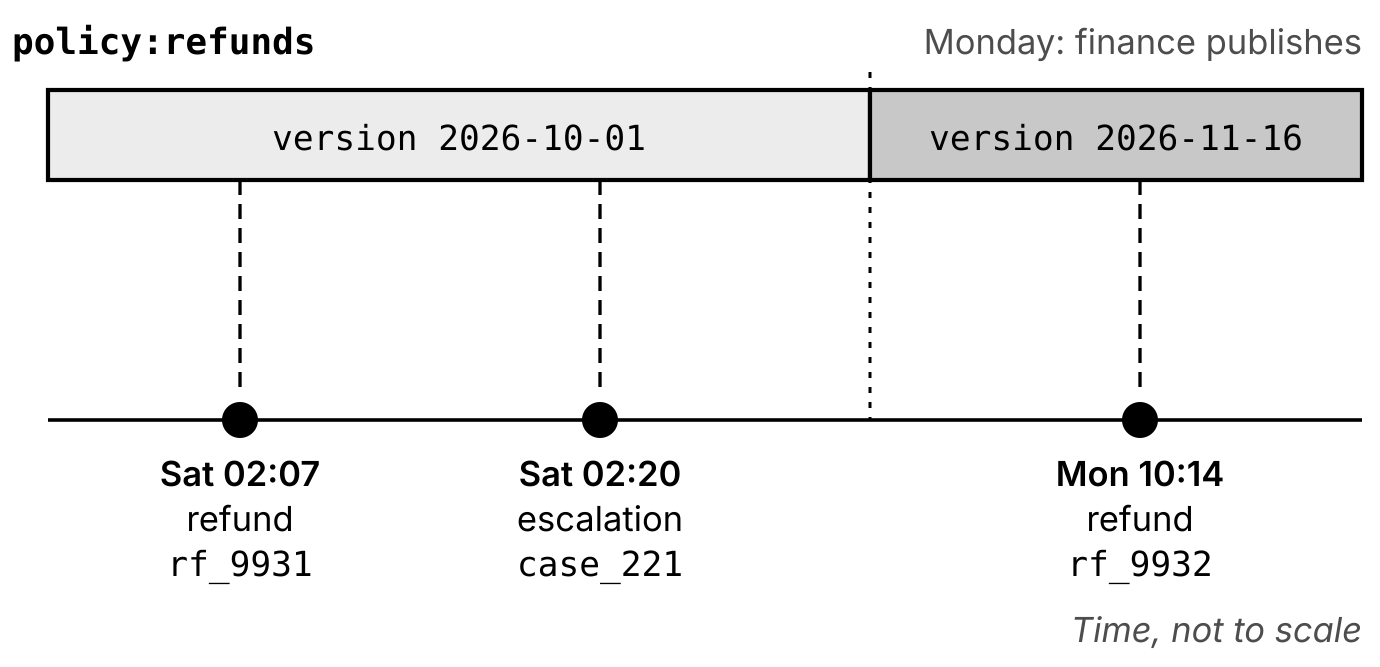 policy:refunds
Monday: finance publishes
version 2026-10-01
version 2026-11-16
Sat 02:07
refund
rf_9931
Sat 02:20
escalation
case_221
Mon 10:14
refund
rf_9932
Time, not to scale